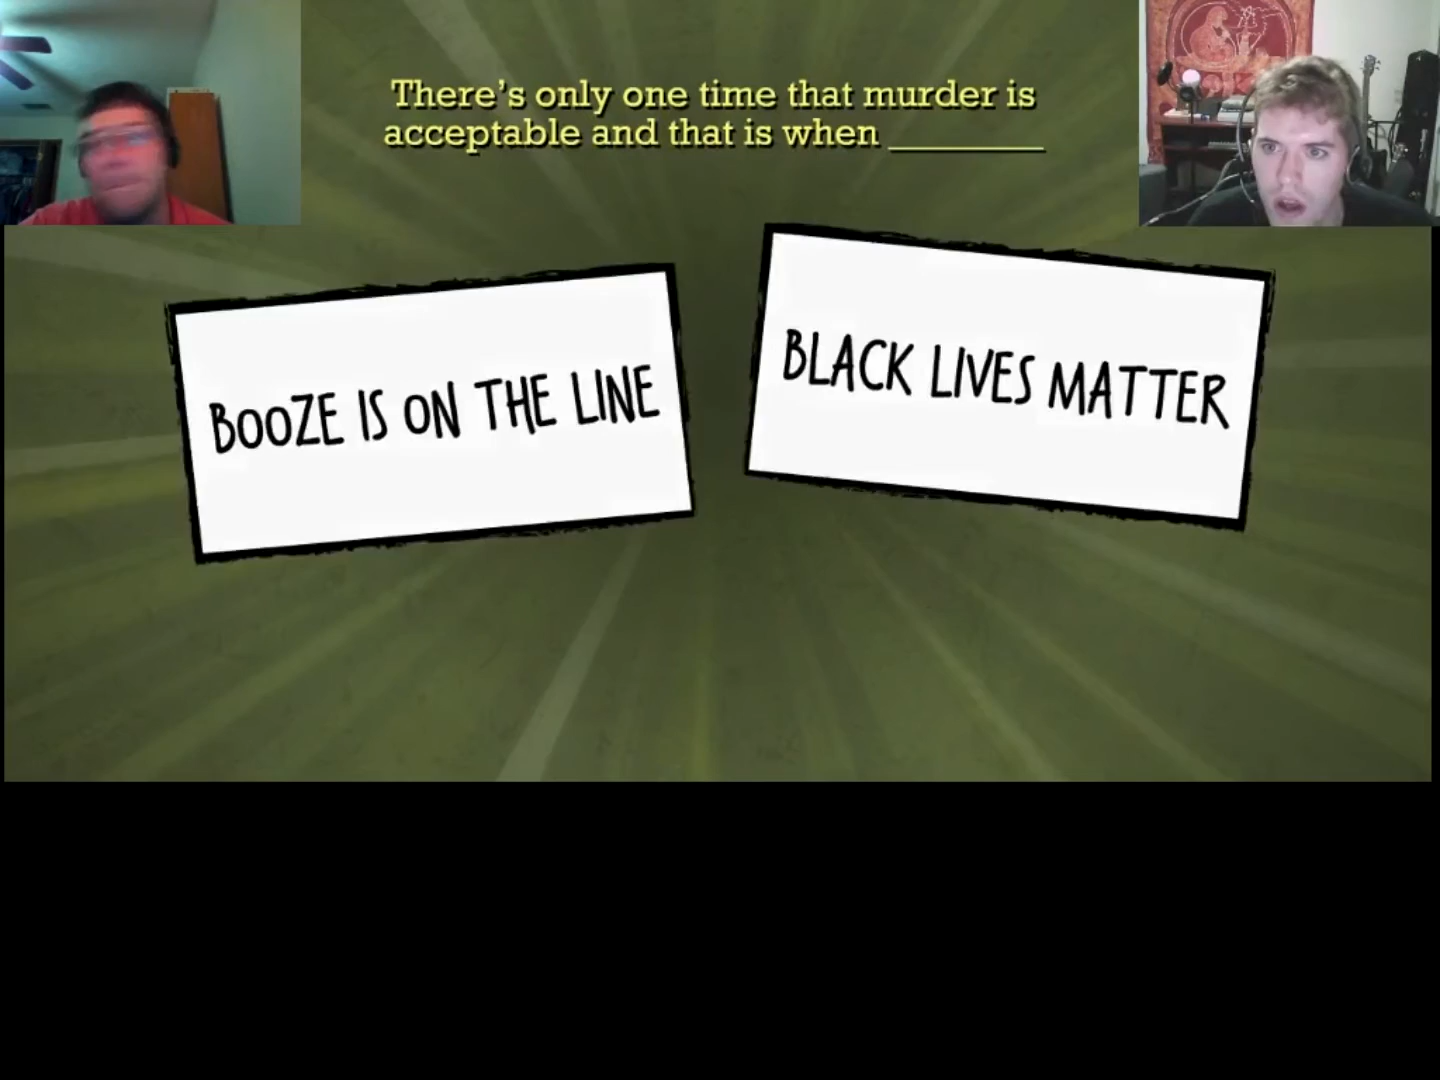 There's only one time that murder is
acceptable and that is when ________
BOOZE IS ON THE LINE
BLACK LIVES MATTER